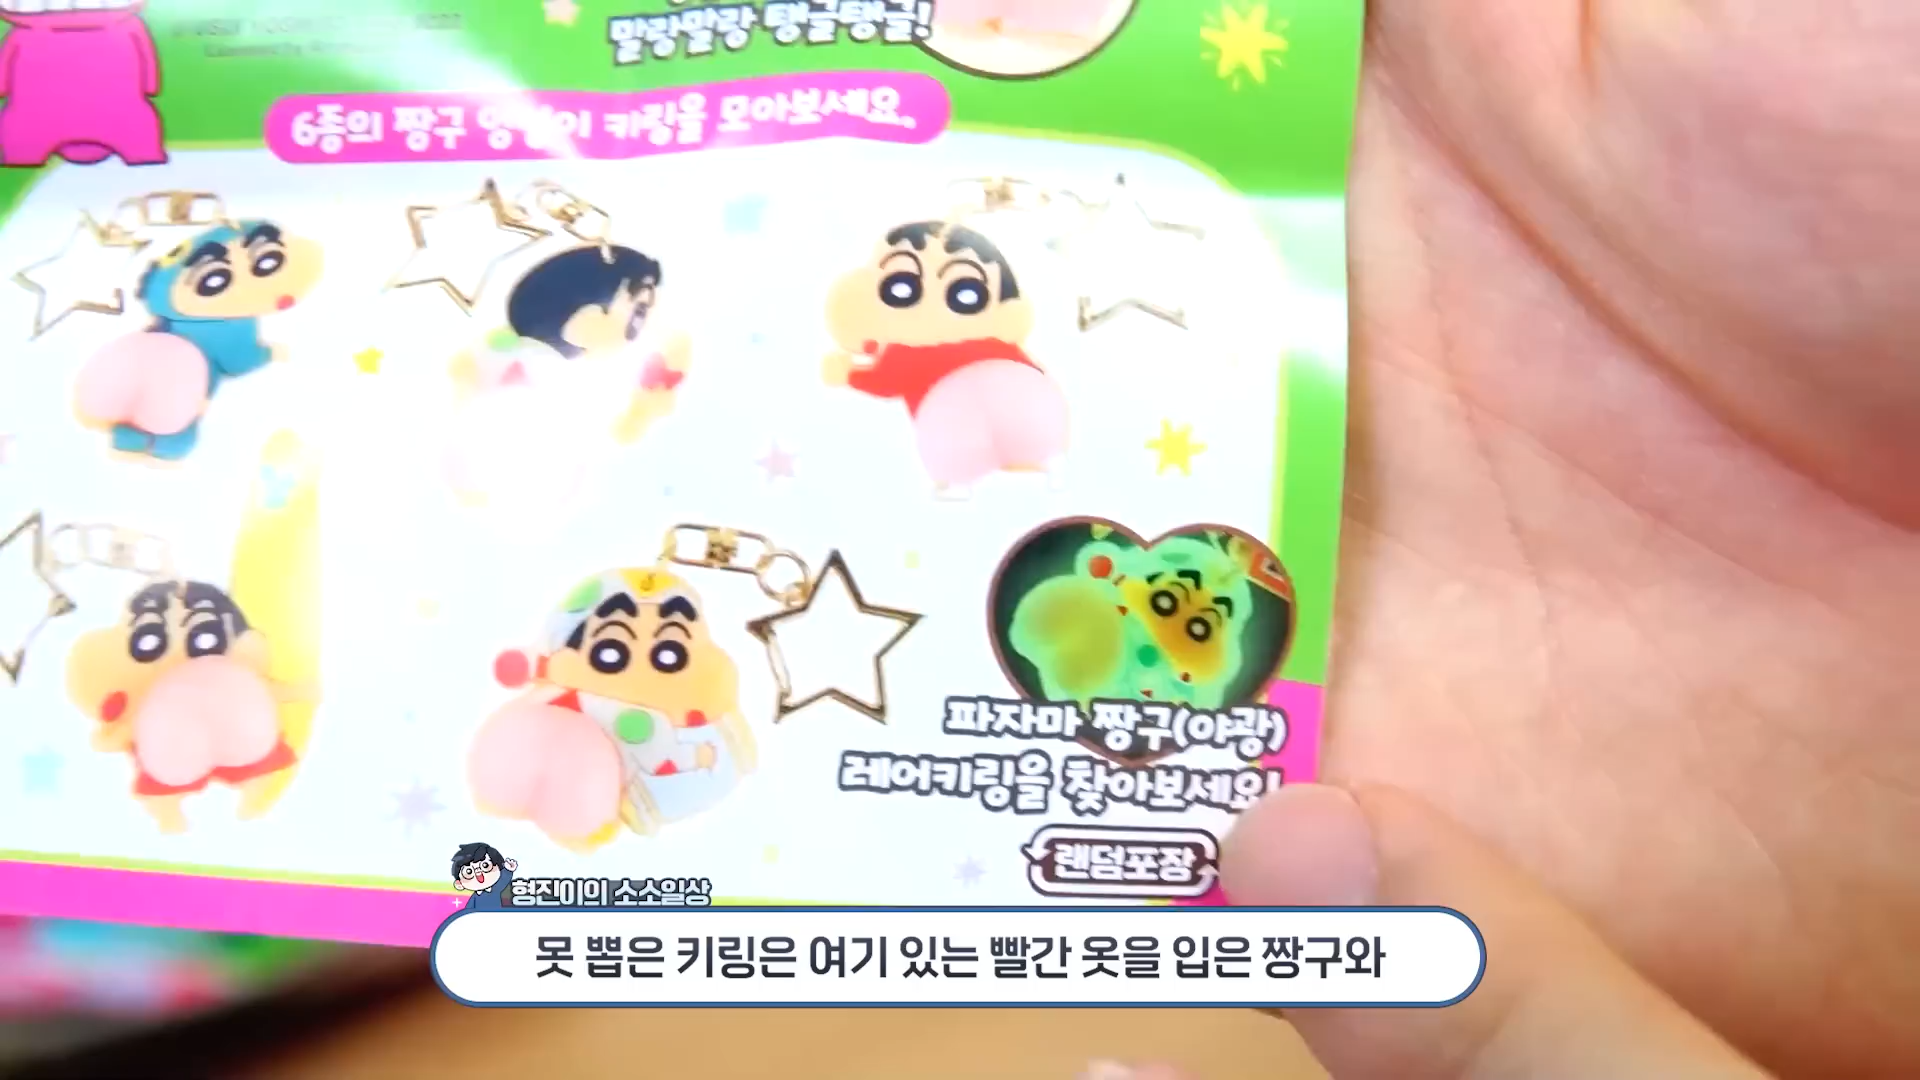 말랑말랑 탱글탱글!
6종의 짱구 키링을 모아보세요.
파자마 짱구(야광)
레어키링을 찾아보세요!
랜덤포장
형진이의 소소일상
못 뽑은 키링은 여기 있는 빨간 옷을 입은 짱구와